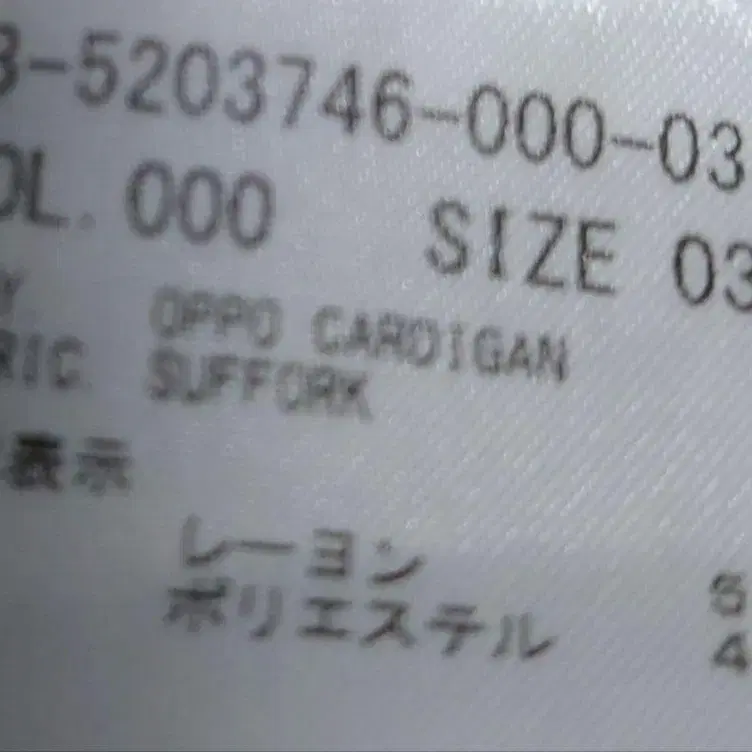 -5203746-000-03
OL. 000 SIZE 03
Y OPPO CARDIGAN
RIC. SUFFORK
表示
レーヨン
ポリエステル 4